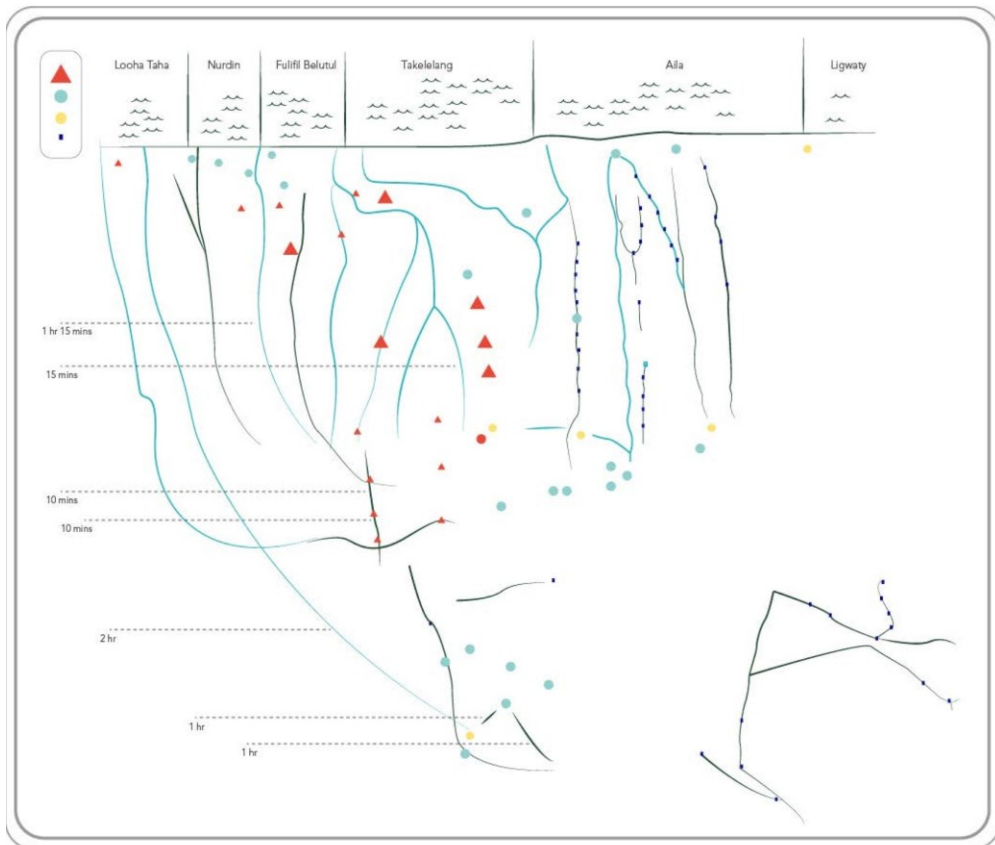 Looha Taha
Nurdin
Fulifil Belutul
Takelelang
Aila
Ligwaty
1 hr 15 mins
15 mins
10 mins
10 mins
2 hr
1 hr
1 hr